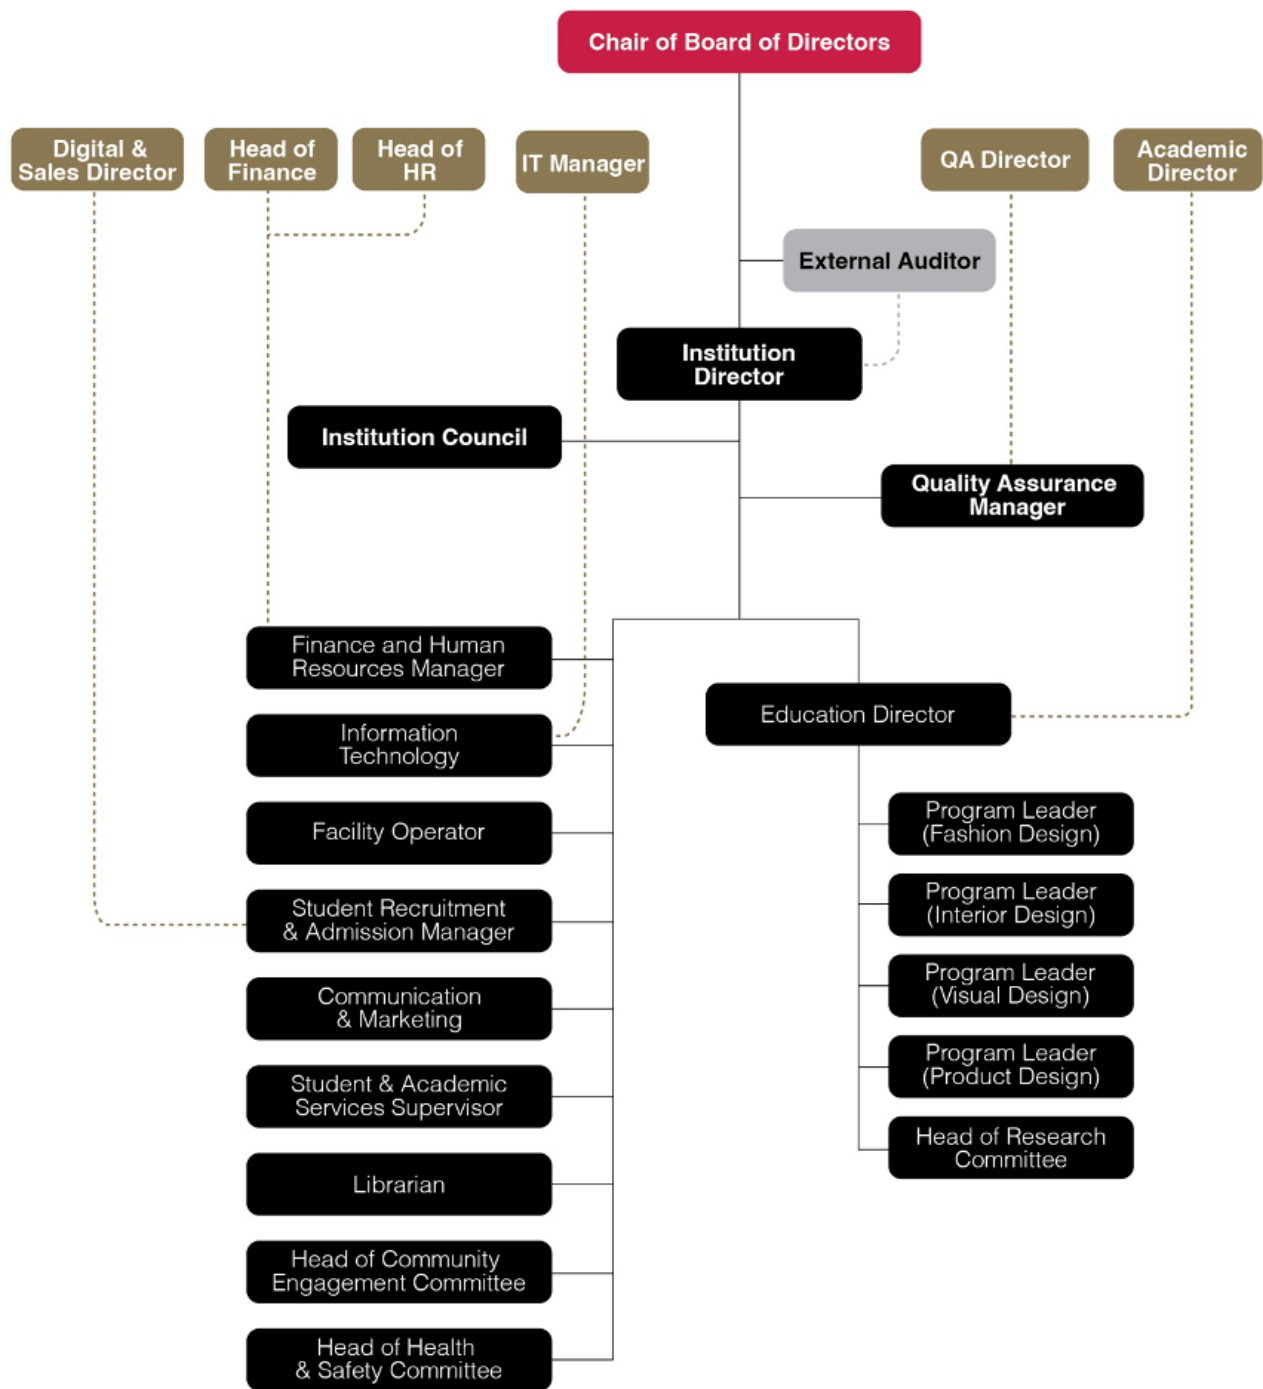 Chair of Board of Directors
Digital &
Sales Director
Head of
Finance
Head of
HR
IT Manager
QA Director
Academic
Director
External Auditor
Institution
Director
Institution Council
Quality Assurance
Manager
Finance and Human
Resources Manager
Information
Technology
Facility Operator
Student Recruitment
& Admission Manager
Communication
& Marketing
Student & Academic
Services Supervisor
Librarian
Head of Community
Engagement Committee
Head of Health
& Safety Committee
Education Director
Program Leader
(Fashion Design)
Program Leader
(Interior Design)
Program Leader
(Visual Design)
Program Leader
(Product Design)
Head of Research
Committee